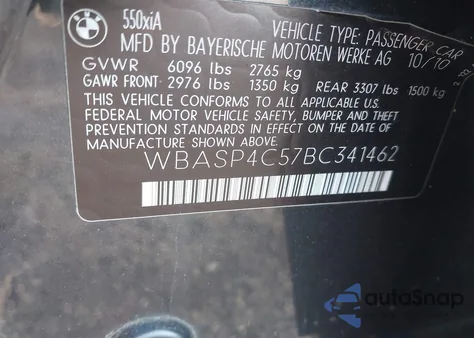 BMW
550xiA
VEHICLE TYPE: PASSENGER CAR
MFD BY BAYERISCHE MOTOREN WERKE AG 10/10
GVWR 6096 lbs 2765 kg
GAWR FRONT 2976 lbs 1350 kg REAR 3307 lbs 1500 kg
THIS VEHICLE CONFORMS TO ALL APPLICABLE U.S.
FEDERAL MOTOR VEHICLE SAFETY, BUMPER AND THEFT
PREVENTION STANDARDS IN EFFECT ON THE DATE OF
MANUFACTURE SHOWN ABOVE.
WBASP4C57BC341462
autoSnap